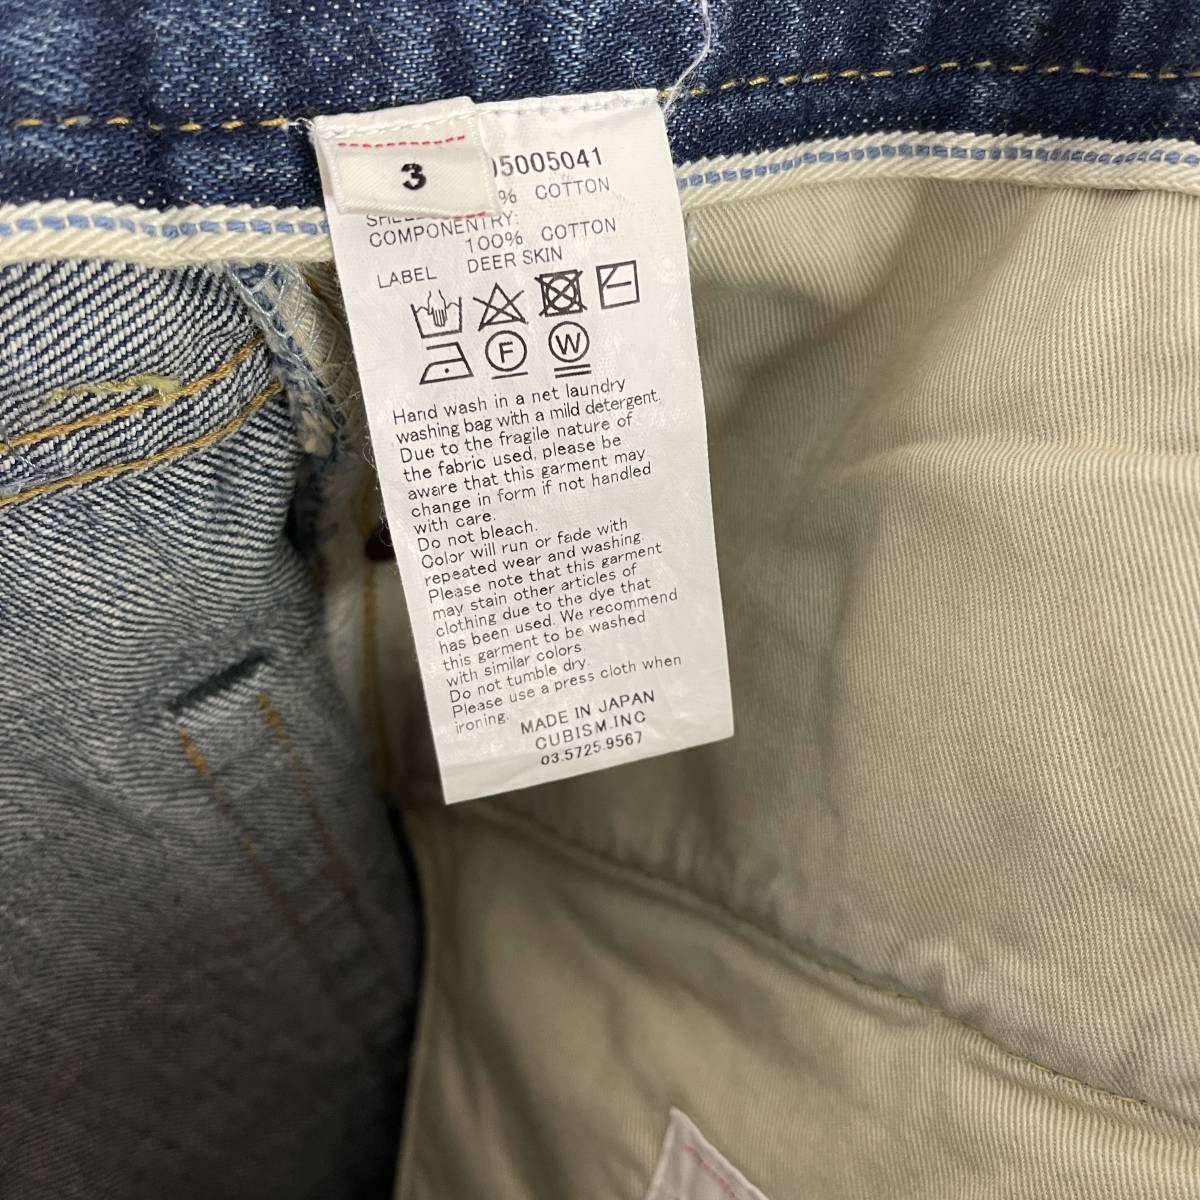 3
5005041
% COTTON
COMPONENTRY:
100% COTTON
LABEL DEER SKIN
F W
Hand wash in a net laundry
washing bag with a mild detergent.
Due to the fragile nature of
the fabric used, please be
aware that this garment may
change in form if not handled
with care.
Do not bleach.
Color will run or fade with
repeated wear and washing.
Please note that this garment
may stain other articles of
clothing due to the dye that
has been used. We recommend
this garment to be washed
with similar colors.
Do not tumble dry.
Please use a press cloth when
ironing.
MADE IN JAPAN
CUBISM.INC
03.5725.9567